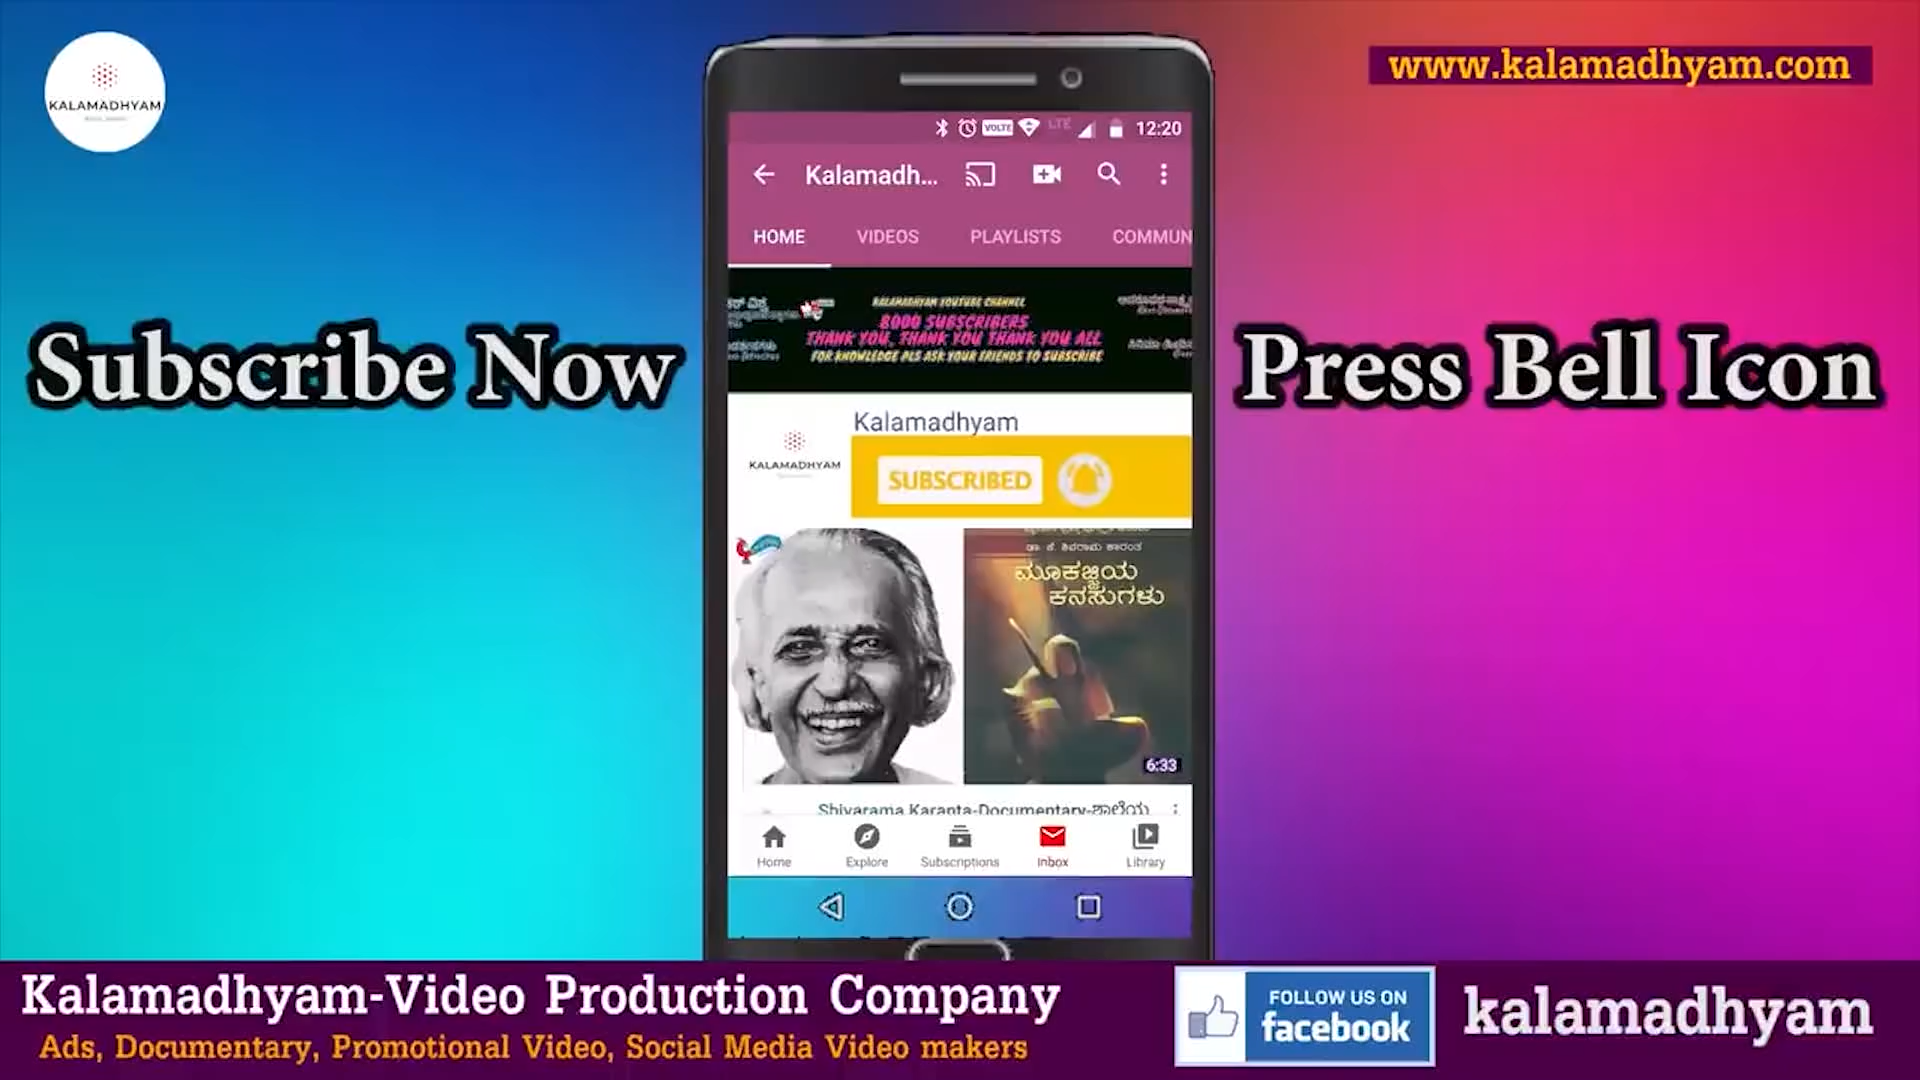 KALAMADHYAM
www.kalamadhyam.com
VOLTE
LTE
12:20
Kalamadh...
HOME VIDEOS PLAYLISTS COMMUN
KALAMADHYAM YOUTUBE CHANNEL
8000 SUBSCRIBERS
THANK YOU, THANK YOU THANK YOU ALL
FOR KNOWLEDGE PLS ASK YOUR FRIENDS TO SUBSCRIBE
Subscribe Now
Press Bell Icon
Kalamadhyam
KALAMADHYAM
SUBSCRIBED
ಡಾ. ಕೆ. ಶಿವರಾಮ ಕಾರಂತ
ಮೂಕಜ್ಜಿಯ
ಕನಸುಗಳು
6:33
Shivarama Karanta-Documentary-ಶಾಲೆಯ
Home Explore Subscriptions Inbox Library
Kalamadhyam-Video Production Company
Ads, Documentary, Promotional Video, Social Media Video makers
FOLLOW US ON
facebook
kalamadhyam